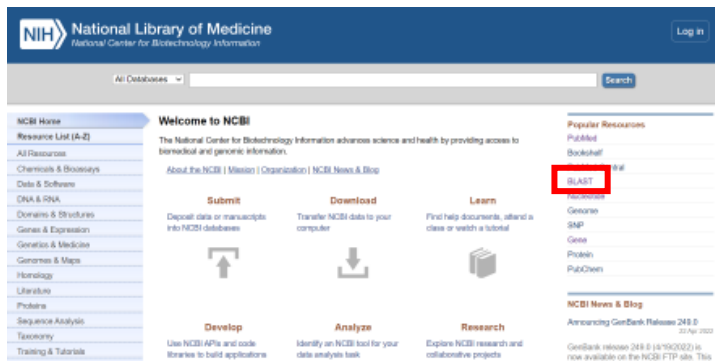 NIH
National Library of Medicine
National Center for Biotechnology Information
Log in
All Databases
Search
NCBI Home
Resource List (A-Z)
All Resources
Chemicals & Bioassays
Data & Software
DNA & RNA
Domains & Structures
Genes & Expression
Genetics & Medicine
Genomes & Maps
Homology
Literature
Proteins
Sequence Analysis
Taxonomy
Training & Tutorials
Welcome to NCBI
The National Center for Biotechnology Information advances science and health by providing access to
biomedical and genomic information.
About the NCBI | Mission | Organization | NCBI News & Blog
Submit
Deposit data or manuscripts
into NCBI databases
Download
Transfer NCBI data to your
computer
Learn
Find help documents, attend a
class or watch a tutorial
Develop
Use NCBI APIs and code
libraries to build applications
Analyze
Identify an NCBI tool for your
data analysis task
Research
Explore NCBI research and
collaborative projects
Popular Resources
PubMed
Bookshelf
BLAST
Nucleotide
Genome
SNP
Gene
Protein
PubChem
NCBI News & Blog
Announcing GenBank Release 249.0
22 Apr 2022
GenBank release 249.0 (4/19/2022) is
now available on the NCBI FTP site. This